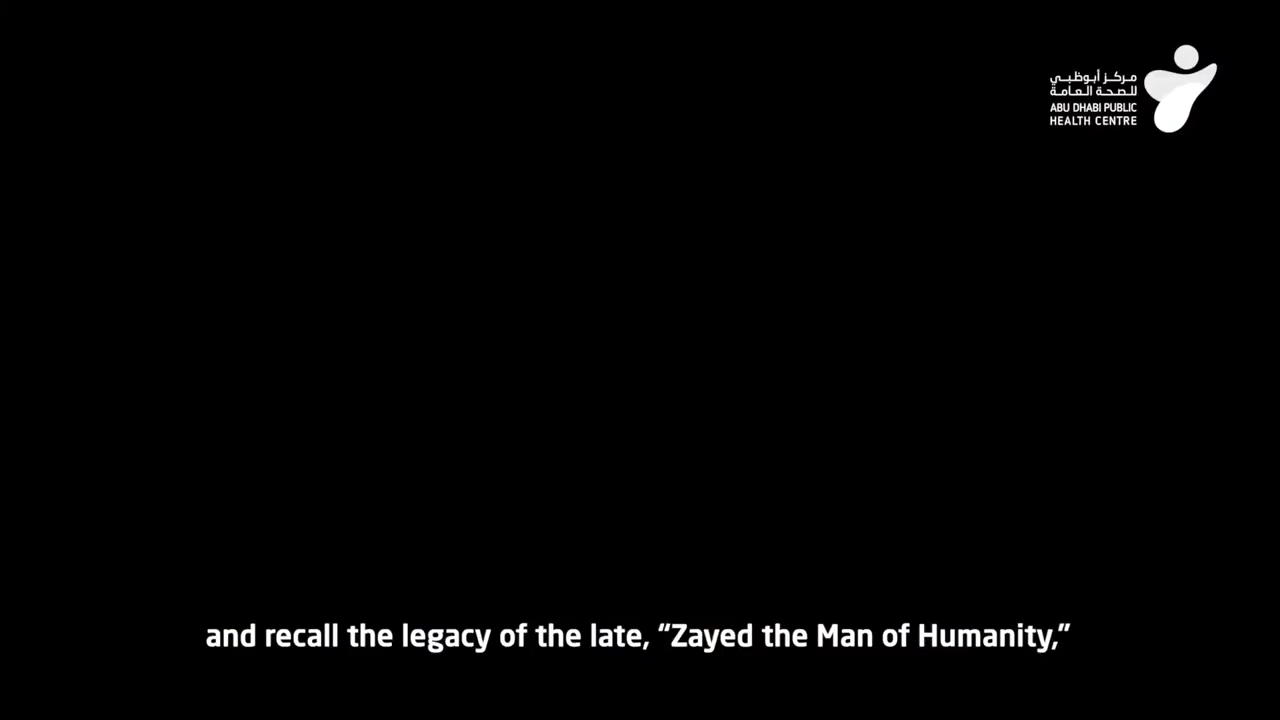 مركز أبوظبي
للصحة العامة
ABU DHABI PUBLIC
HEALTH CENTRE
and recall the legacy of the late, “Zayed the Man of Humanity,”